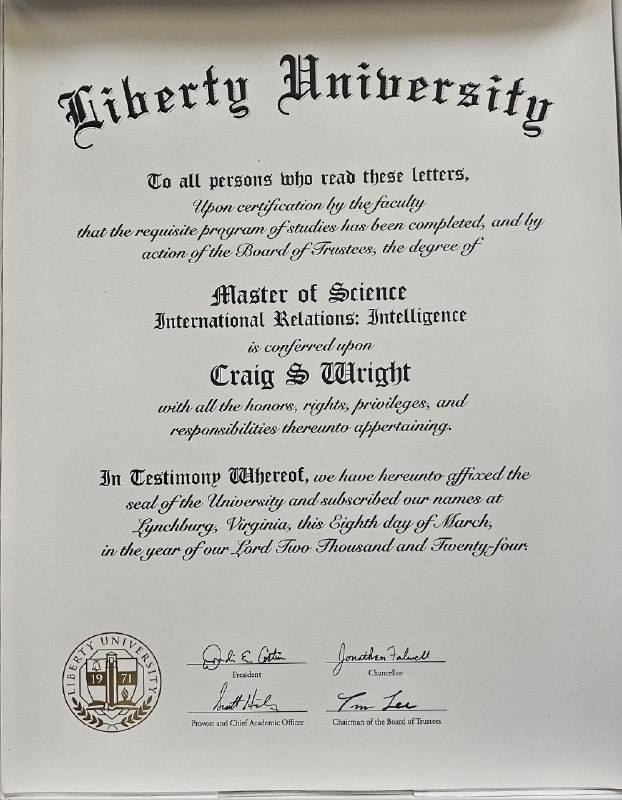 Liberty University
To all persons who read these letters,
Upon certification by the faculty
that the requisite program of studies has been completed, and by
action of the Board of Trustees, the degree of
Master of Science
International Relations: Intelligence
is conferred upon
Craig S Wright
with all the honors, rights, privileges, and
responsibilities thereunto appertaining.
In Testimony Whereof, we have hereunto affixed the
seal of the University and subscribed our names at
Lynchburg, Virginia, this Eighth day of March,
in the year of our Lord Two Thousand and Twenty-four.
LIBERTY UNIVERSITY
1971
Jonathan Falwell
President
Chancellor
Tim Lee
Provost and Chief Academic Officer
Chairman of the Board of Trustees